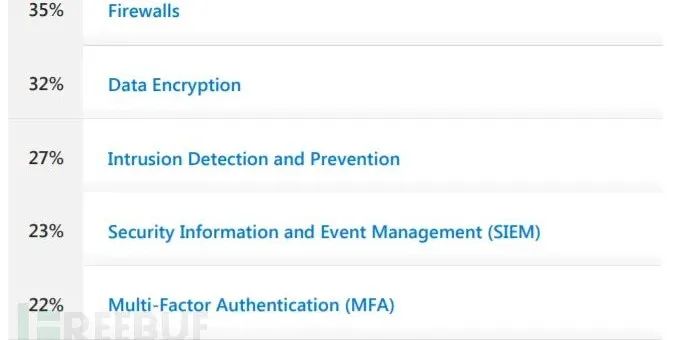 35% Firewalls
32% Data Encryption
27% Intrusion Detection and Prevention
23% Security Information and Event Management (SIEM)
22% Multi-Factor Authentication (MFA)
FREEBUF